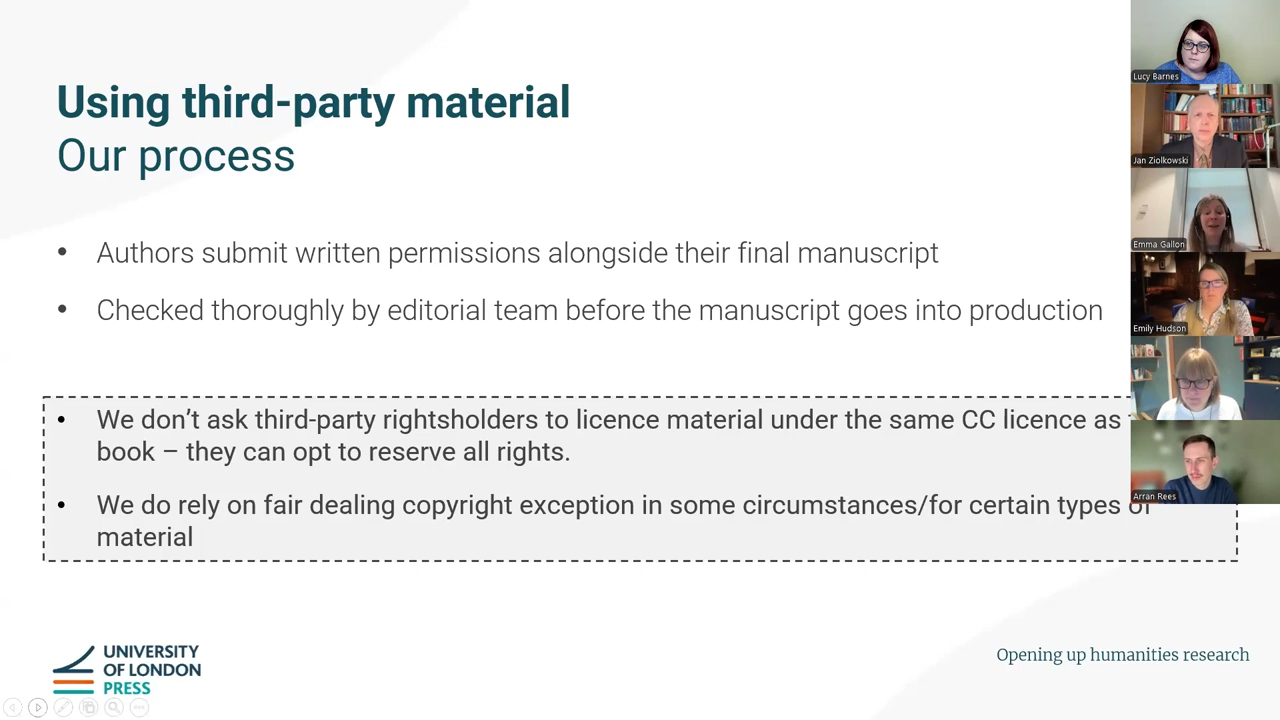 Using third-party material
Our process
• Authors submit written permissions alongside their final manuscript
• Checked thoroughly by editorial team before the manuscript goes into production
• We don’t ask third-party rightsholders to licence material under the same CC licence as
book – they can opt to reserve all rights.
• We do rely on fair dealing copyright exception in some circumstances/for certain types of
material
UNIVERSITY
OF LONDON
PRESS
Opening up humanities research
Lucy Barnes
Jan Ziolkowski
Emma Gallon
Emily Hudson
Arran Rees